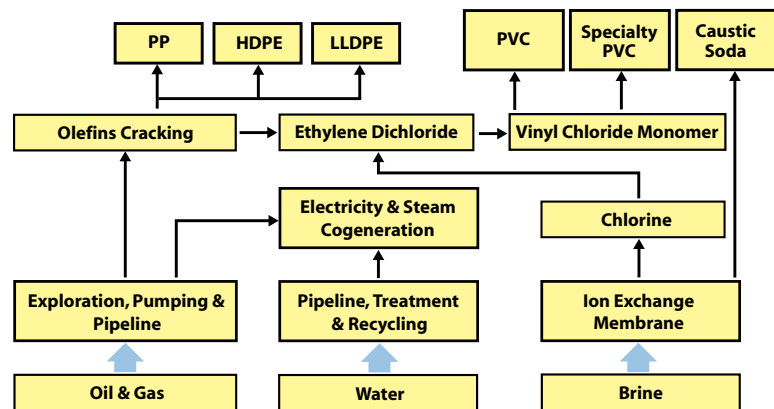 PP
HDPE
LLDPE
PVC
Specialty
PVC
Caustic
Soda
Olefins Cracking
Ethylene Dichloride
Vinyl Chloride Monomer
Electricity & Steam
Cogeneration
Chlorine
Exploration, Pumping &
Pipeline
Pipeline, Treatment
& Recycling
Ion Exchange
Membrane
Oil & Gas
Water
Brine